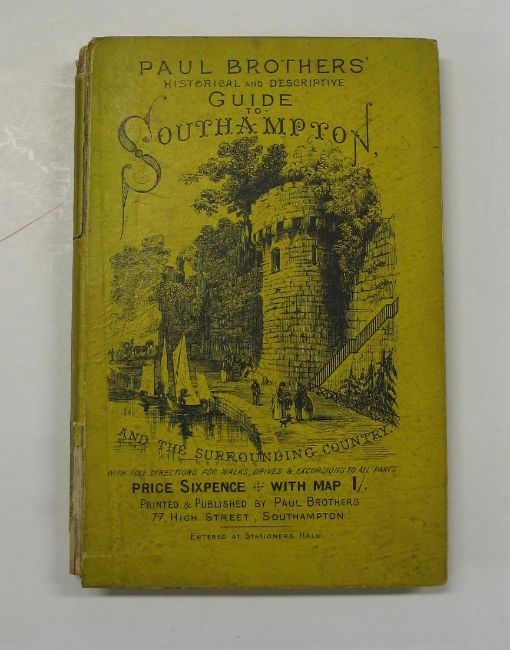 PAUL BROTHERS'
HISTORICAL AND DESCRIPTIVE
GUIDE
TO
SOUTHAMPTON,
AND THE SURROUNDING COUNTRY.
WITH FULL DIRECTIONS FOR WALKS, DRIVES & EXCURSIONS TO ALL PARTS
PRICE SIXPENCE + WITH MAP 1/.
PRINTED & PUBLISHED BY PAUL BROTHERS
77, HIGH STREET, SOUTHAMPTON.
ENTERED AT STATIONERS HALL.